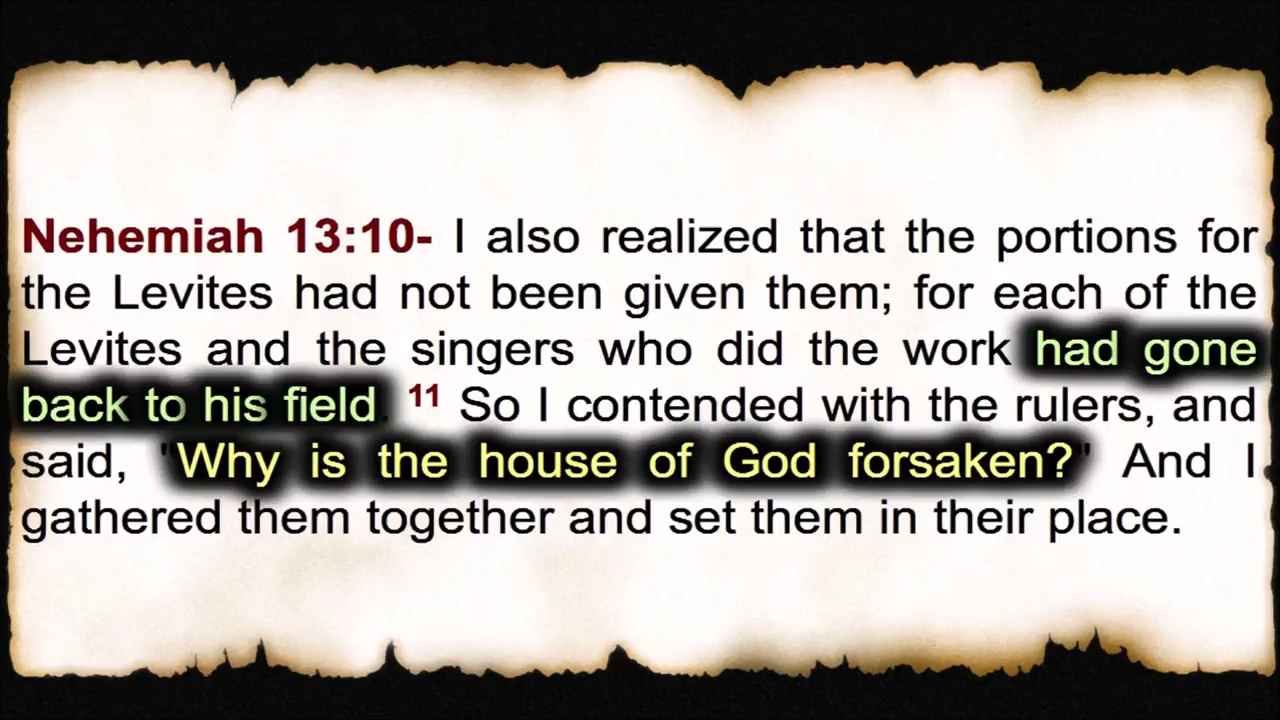 Nehemiah 13:10- I also realized that the portions for
the Levites had not been given them; for each of the
Levites and the singers who did the work had gone
back to his field. 11 So I contended with the rulers, and
said, "Why is the house of God forsaken?" And I
gathered them together and set them in their place.